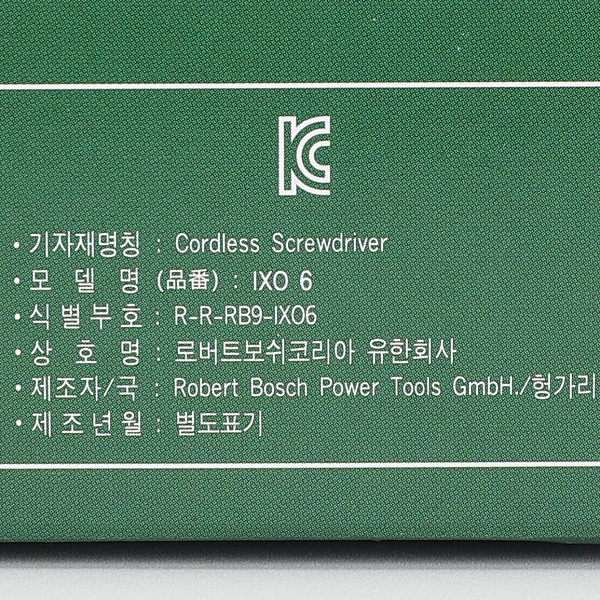 KC
• 기자재명칭 : Cordless Screwdriver
• 모 델 명 (品番) : IXO 6
• 식별부호 : R-R-RB9-IXO6
• 상 호 명 : 로버트보쉬코리아 유한회사
• 제조자/국 : Robert Bosch Power Tools GmbH./헝가리
• 제조년월 : 별도표기